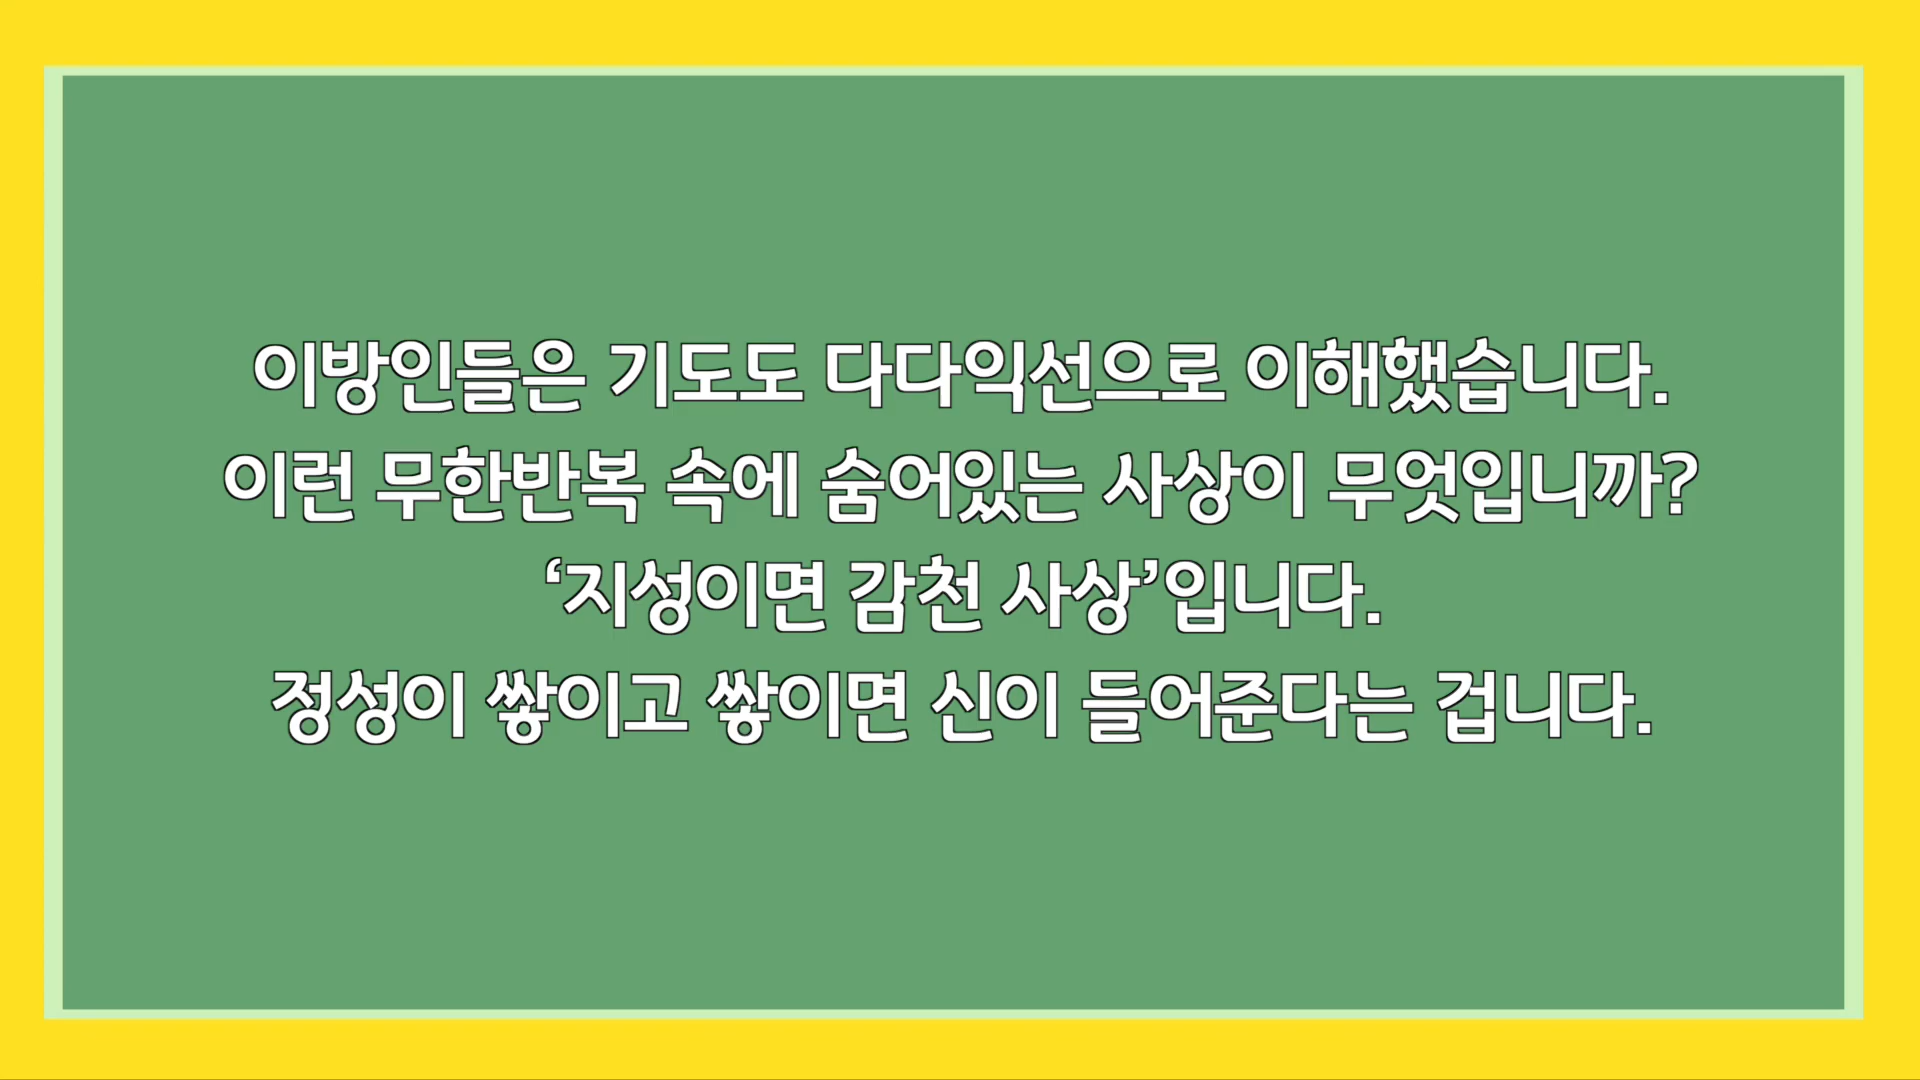 이방인들은 기도도 다다익선으로 이해했습니다.
이런 무한반복 속에 숨어있는 사상이 무엇입니까?
‘지성이면 감천 사상’입니다.
정성이 쌓이고 쌓이면 신이 들어준다는 겁니다.